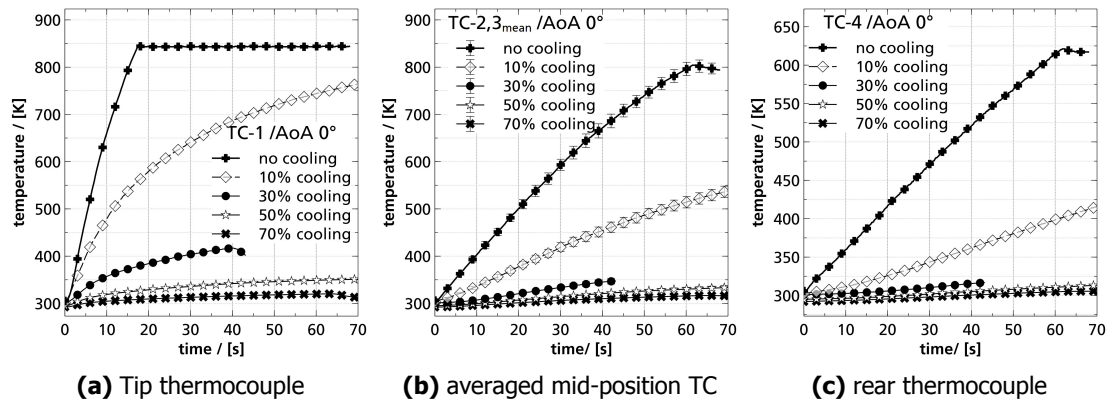 900
800
700
600
500
400
300
temperature / [K]
TC-1 /AoA 0°
no cooling
10% cooling
30% cooling
50% cooling
70% cooling
0 10 20 30 40 50 60 70
time / [s]
(a) Tip thermocouple
900
800
700
600
500
400
300
temperature / [K]
TC-2,3mean /AoA 0°
no cooling
10% cooling
30% cooling
50% cooling
70% cooling
0 10 20 30 40 50 60 70
time/ [s]
(b) averaged mid-position TC
650
625
575
525
475
425
400
350
300
temperature / [K]
TC-4 /AoA 0°
no cooling
10% cooling
30% cooling
50% cooling
70% cooling
0 10 20 30 40 50 60 70
time/ [s]
(c) rear thermocouple